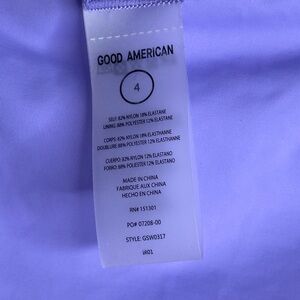 GOOD AMERICAN
4
SELF: 82% NYLON 18% ELASTANE
LINING: 88% POLYESTER 12% ELASTANE
CORPS: 82% NYLON 18% ELASTHANNE
DOUBLURE: 88% POLYESTER 12% ELASTHANNE
CUERPO: 82% NYLON 12% ELASTANO
FORRO: 88% POLIESTER 12% ELASTANO
MADE IN CHINA
FABRIQUE AUX CHINA
HECHO EN CHINA
RN# 151301
PO# 07208-00
STYLE: GSW0317